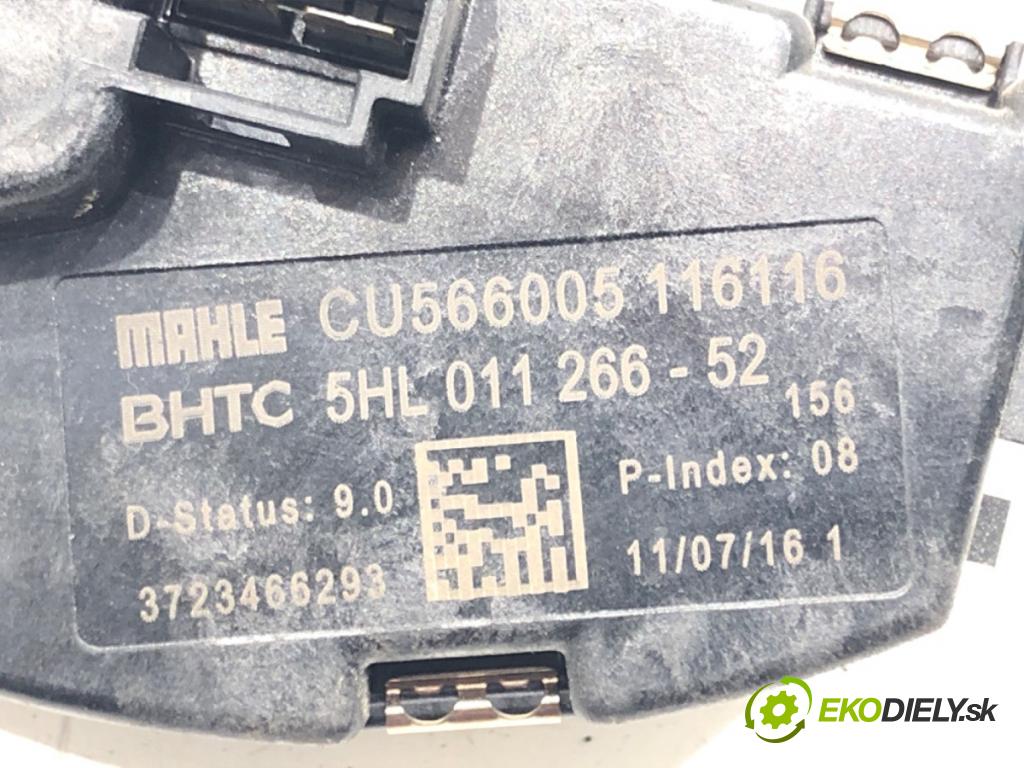 MAHLE CU566005 116116
BHTC 5HL 011 266 - 52
156
D-Status: 9.0 P-Index: 08
3723466293 11/07/16 1
EKODIELY.sk